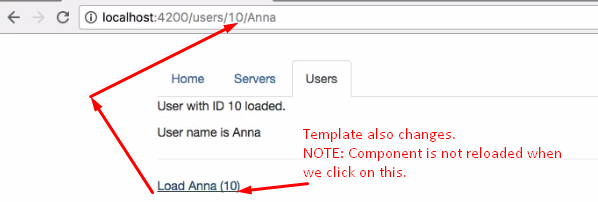 localhost:4200/users/10/Anna
Home Servers Users
User with ID 10 loaded.
User name is Anna
Template also changes.
NOTE: Component is not reloaded when
we click on this.
Load Anna (10)